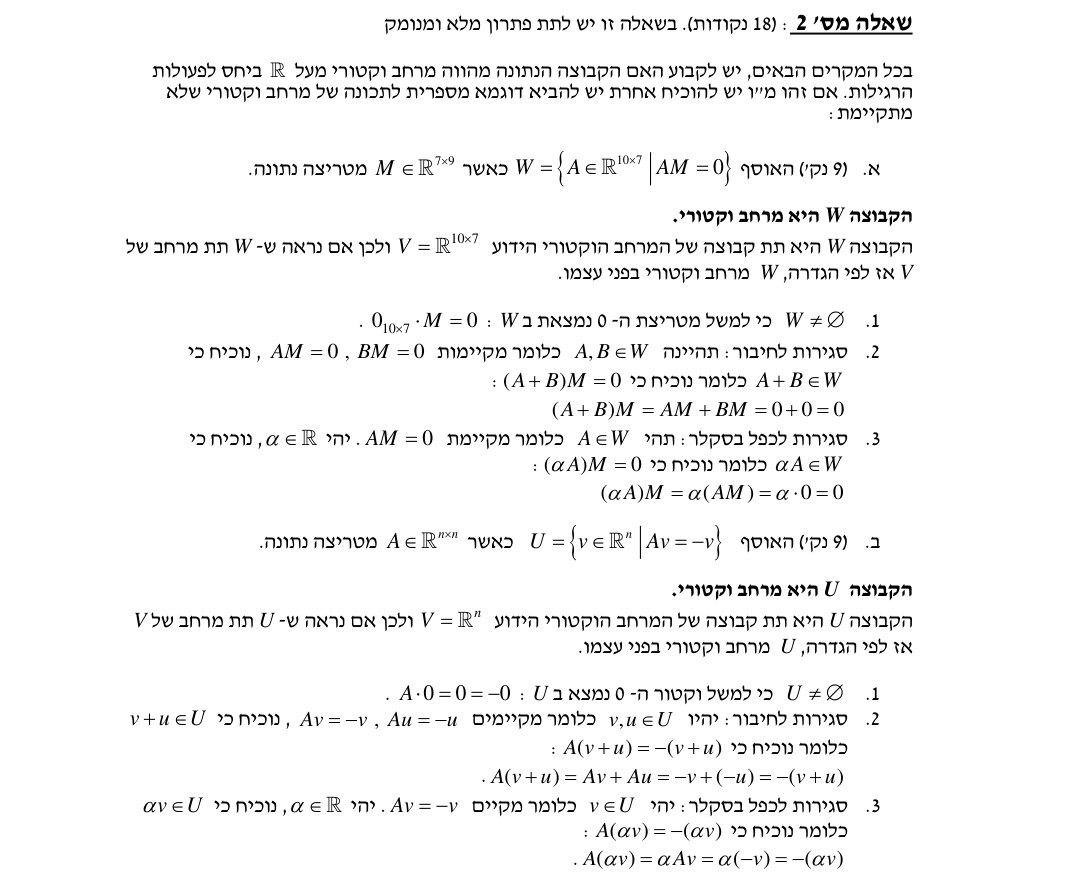 שאלה מס׳ 2 : (18 נקודות). בשאלה זו יש לתת פתרון מלא ומנומק
בכל המקרים הבאים, יש לקבוע האם הקבוצה הנתונה מהווה מרחב וקטורי מעל ℝ ביחס לפעולות
הרגילות. אם זהו מ״ו יש להוכיח אחרת יש להביא דוגמא מספרית לתכונה של מרחב וקטורי שלא
מתקיימת :
א. (9 נק׳) האוסף W = {A ∈ ℝ^{10×7} | AM = 0} כאשר M ∈ ℝ^{7×9} מטריצה נתונה.
הקבוצה W היא מרחב וקטורי.
הקבוצה W היא תת קבוצה של המרחב הוקטורי הידוע V = ℝ^{10×7} ולכן אם נראה ש- W תת מרחב של
V אז לפי הגדרה, W מרחב וקטורי בפני עצמו.
1. W ≠ ∅ כי למשל מטריצת ה- 0 נמצאת ב W : 0_{10×7} · M = 0 .
2. סגירות לחיבור : תהיינה A, B ∈ W כלומר מקיימות AM = 0 , BM = 0 , נוכיח כי
A + B ∈ W כלומר נוכיח כי (A + B)M = 0 :
(A + B)M = AM + BM = 0 + 0 = 0
3. סגירות לכפל בסקלר : תהי A ∈ W כלומר מקיימת AM = 0 . יהי α ∈ ℝ , נוכיח כי
αA ∈ W כלומר נוכיח כי (αA)M = 0 :
(αA)M = α(AM) = α · 0 = 0
ב. (9 נק׳) האוסף U = {v ∈ ℝ^n | Av = −v} כאשר A ∈ ℝ^{n×n} מטריצה נתונה.
הקבוצה U היא מרחב וקטורי.
הקבוצה U היא תת קבוצה של המרחב הוקטורי הידוע V = ℝ^n ולכן אם נראה ש- U תת מרחב של V
אז לפי הגדרה, U מרחב וקטורי בפני עצמו.
1. U ≠ ∅ כי למשל וקטור ה- 0 נמצא ב U : A · 0 = 0 = −0 .
2. סגירות לחיבור : יהיו v, u ∈ U כלומר מקיימים Av = −v , Au = −u , נוכיח כי v + u ∈ U
כלומר נוכיח כי A(v + u) = −(v + u) :
A(v + u) = Av + Au = −v + (−u) = −(v + u) .
3. סגירות לכפל בסקלר : יהי v ∈ U כלומר מקיים Av = −v . יהי α ∈ ℝ , נוכיח כי αv ∈ U
כלומר נוכיח כי A(αv) = −(αv) :
A(αv) = αAv = α(−v) = −(αv) .